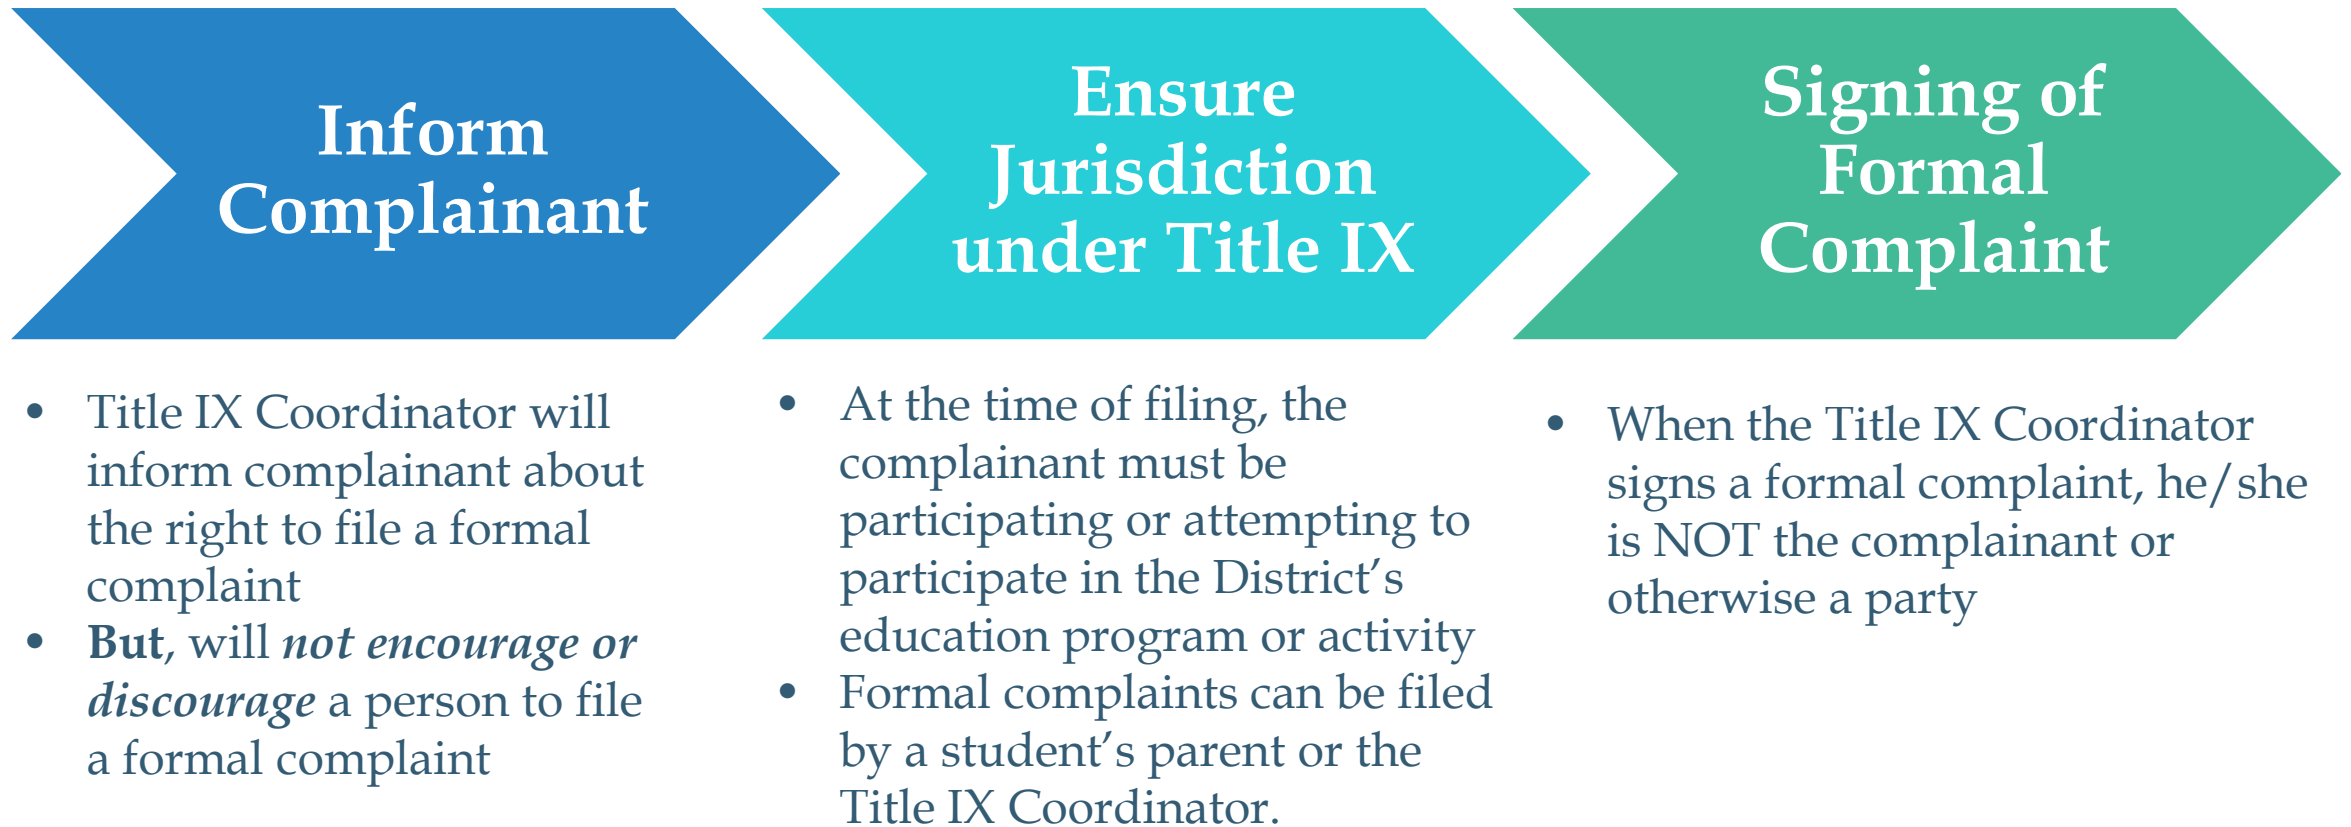 Inform
Complainant
Ensure
Jurisdiction
under Title IX
Signing of
Formal
Complaint
• Title IX Coordinator will
inform complainant about
the right to file a formal
complaint
• But, will not encourage or
discourage a person to file
a formal complaint
• At the time of filing, the
complainant must be
participating or attempting to
participate in the District’s
education program or activity
• Formal complaints can be filed
by a student’s parent or the
Title IX Coordinator.
• When the Title IX Coordinator
signs a formal complaint, he/she
is NOT the complainant or
otherwise a party